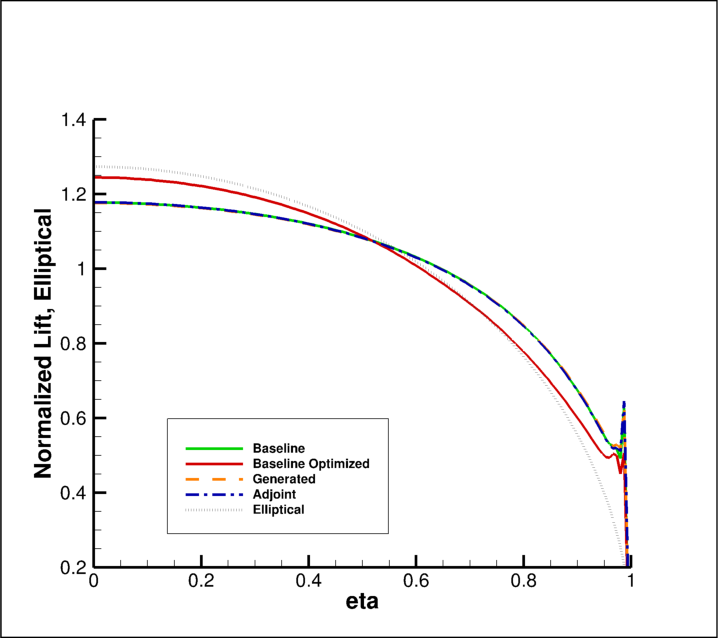 Normalized Lift, Elliptical
1.4
1.2
1
0.8
0.6
0.4
0.2
Baseline
Baseline Optimized
Generated
Adjoint
Elliptical
0
0.2
0.4
0.6
0.8
1
eta